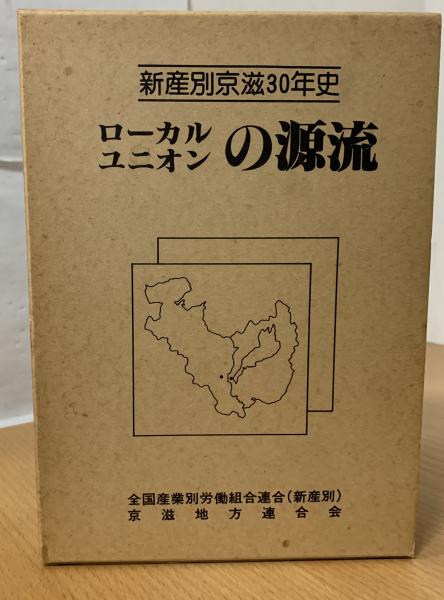 新産別京滋30年史
ローカル
ユニオン
の源流
全国産業別労働組合連合(新産別)
京滋地方連合会